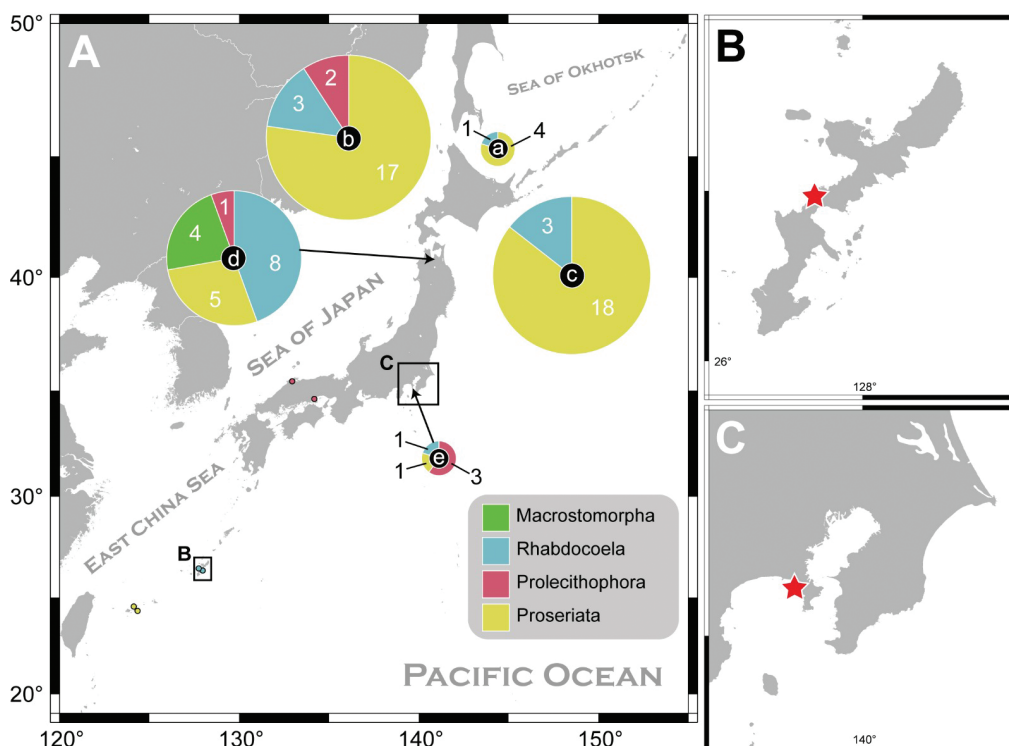 50°
A
SEA OF OKHOTSK
2
3
b
17
1
a
4
1
4
d
8
5
3
c
18
40°
SEA OF JAPAN
C
1
e
1
3
30°
EAST CHINA SEA
B
Macrostomorpha
Rhabdocoela
Prolecithophora
Proseriata
PACIFIC OCEAN
20°
120°
130°
140°
150°
B
26°
128°
C
140°